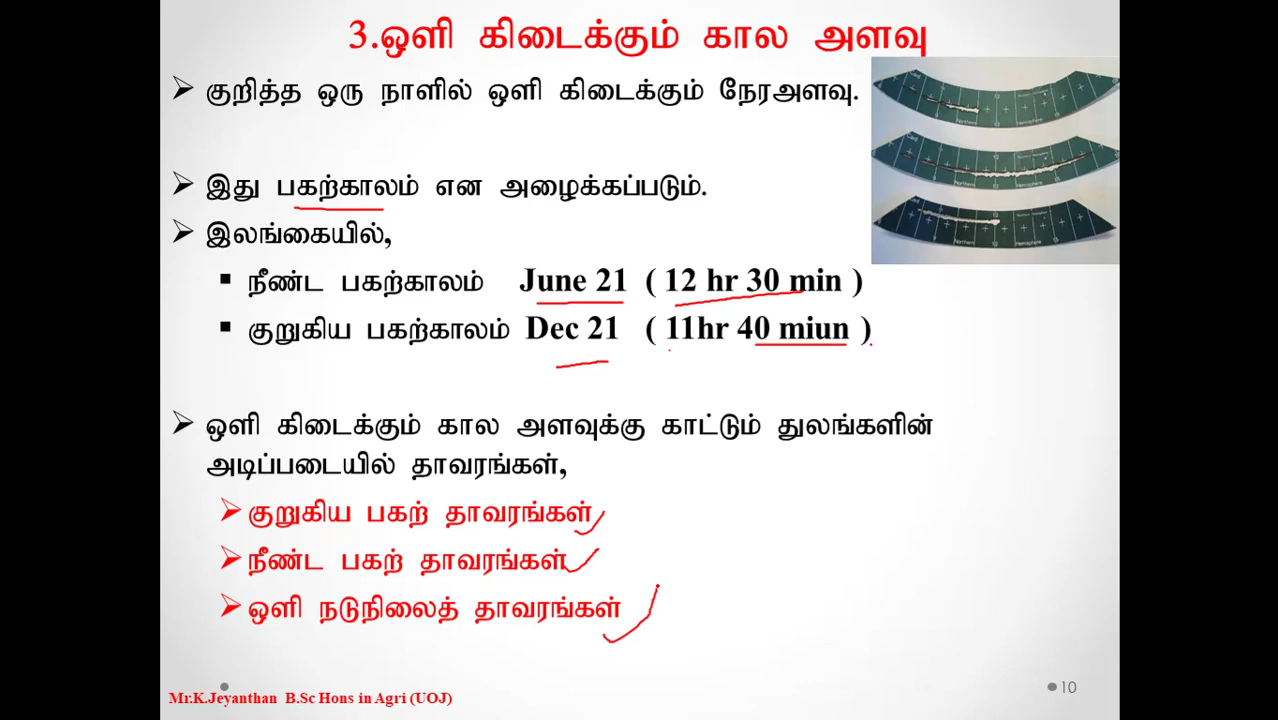 3.ஒளி கிடைக்கும் கால அளவு
குறித்த ஒரு நாளில் ஒளி கிடைக்கும் நேரஅளவு.
இது பகற்காலம் என அழைக்கப்படும்.
இலங்கையில்,
நீண்ட பகற்காலம் June 21 ( 12 hr 30 min )
குறுகிய பகற்காலம் Dec 21 ( 11hr 40 miun )
ஒளி கிடைக்கும் கால அளவுக்கு காட்டும் துலங்களின்
அடிப்படையில் தாவரங்கள்,
குறுகிய பகற் தாவரங்கள்
நீண்ட பகற் தாவரங்கள்
ஒளி நடுநிலைத் தாவரங்கள்
Mr.K.Jeyanthan B.Sc Hons in Agri (UOJ)
10